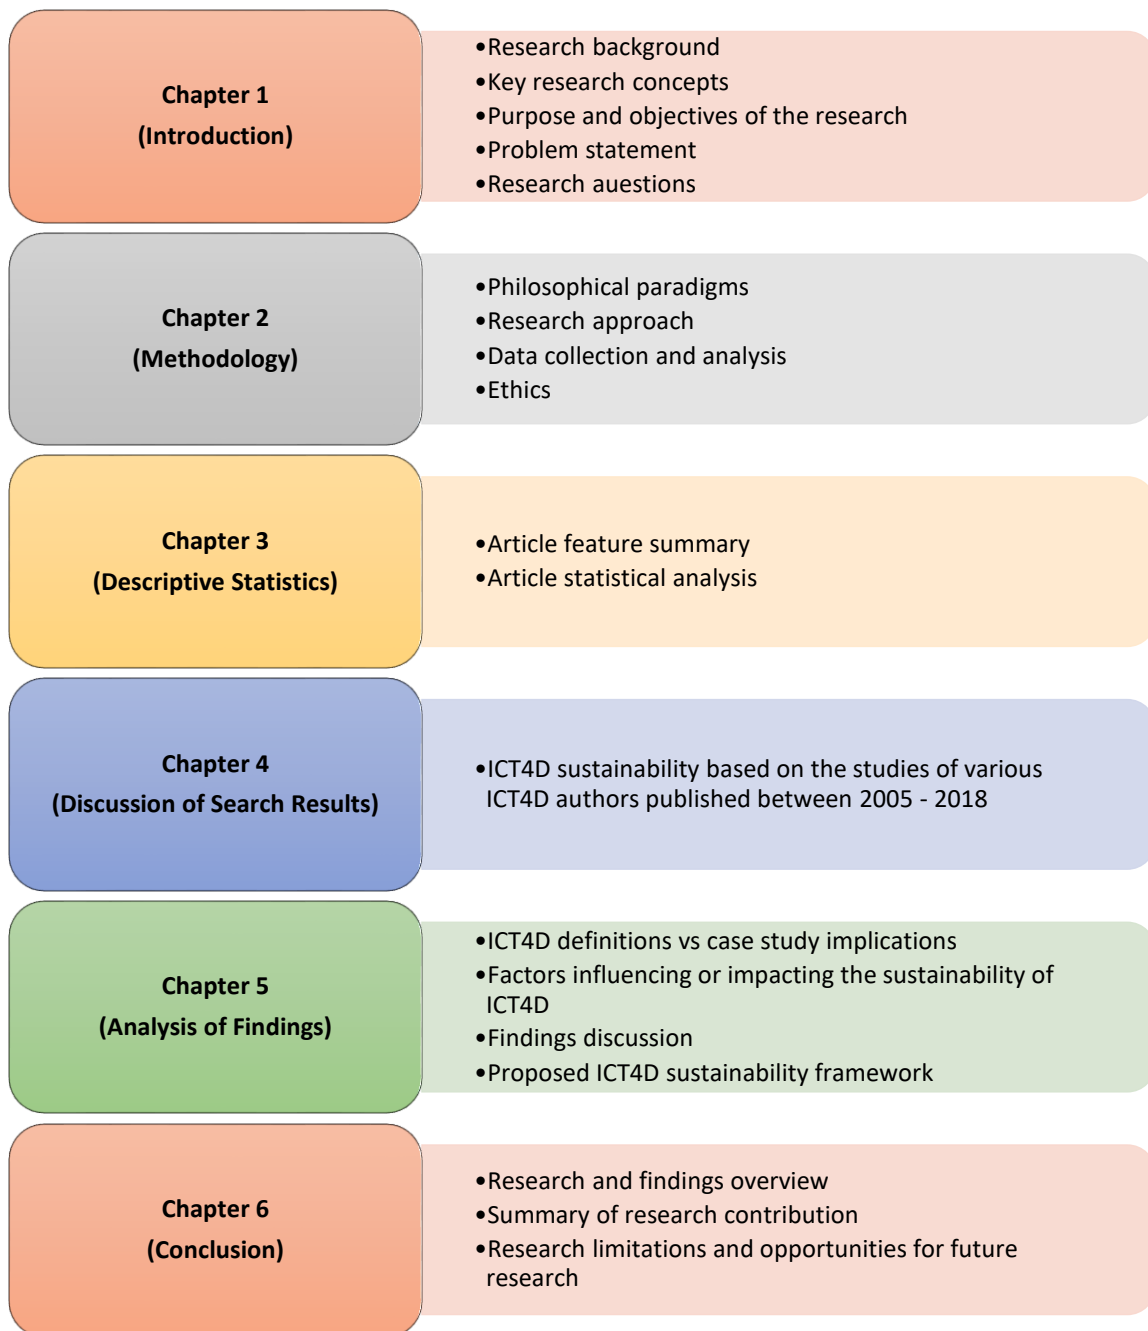 Chapter 1
(Introduction)
•Research background
•Key research concepts
•Purpose and objectives of the research
•Problem statement
•Research auestions
Chapter 2
(Methodology)
•Philosophical paradigms
•Research approach
•Data collection and analysis
•Ethics
Chapter 3
(Descriptive Statistics)
•Article feature summary
•Article statistical analysis
Chapter 4
(Discussion of Search Results)
•ICT4D sustainability based on the studies of various
ICT4D authors published between 2005 - 2018
Chapter 5
(Analysis of Findings)
•ICT4D definitions vs case study implications
•Factors influencing or impacting the sustainability of
ICT4D
•Findings discussion
•Proposed ICT4D sustainability framework
Chapter 6
(Conclusion)
•Research and findings overview
•Summary of research contribution
•Research limitations and opportunities for future
research